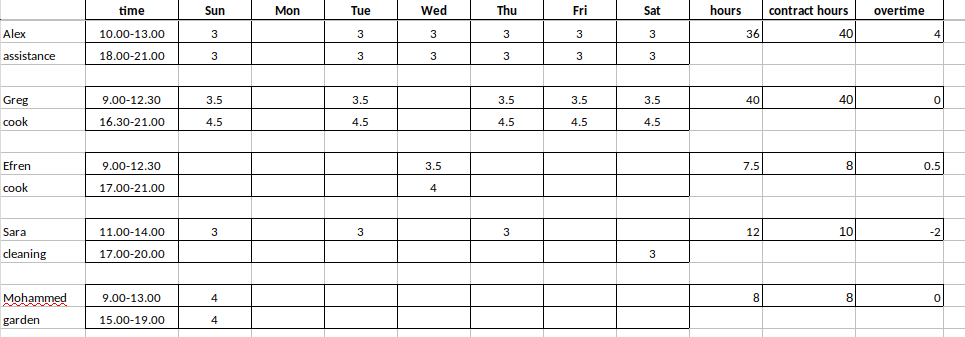 time Sun Mon Tue Wed Thu Fri Sat hours contract hours overtime
Alex 10.00-13.00 3 3 3 3 3 3 36 40 4
assistance 18.00-21.00 3 3 3 3 3 3
Greg 9.00-12.30 3.5 3.5 3.5 3.5 3.5 40 40 0
cook 16.30-21.00 4.5 4.5 4.5 4.5 4.5
Efren 9.00-12.30 3.5 7.5 8 0.5
cook 17.00-21.00 4
Sara 11.00-14.00 3 3 3 12 10 -2
cleaning 17.00-20.00 3
Mohammed 9.00-13.00 4 8 8 0
garden 15.00-19.00 4